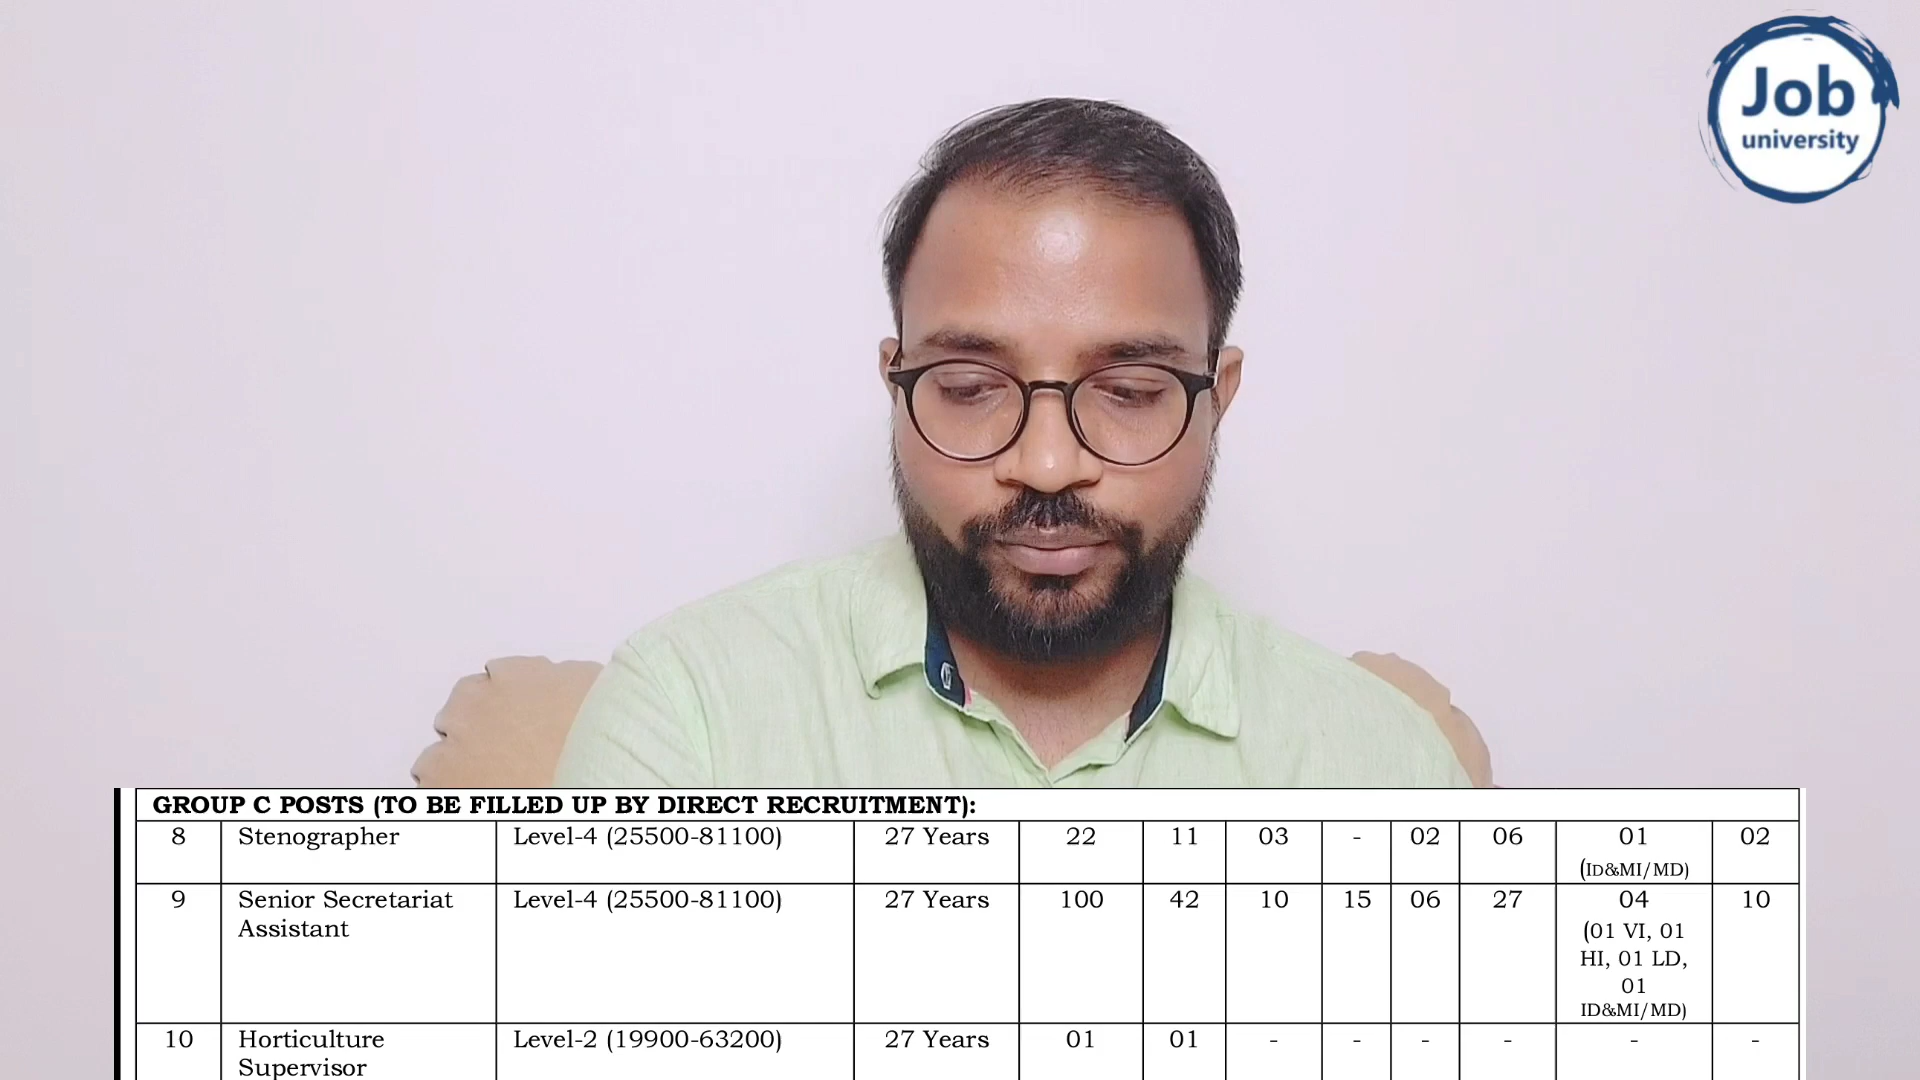 Job
university
GROUP C POSTS (TO BE FILLED UP BY DIRECT RECRUITMENT):
8 Stenographer Level-4 (25500-81100) 27 Years 22 11 03 - 02 06 01 02
(ID&MI/MD)
9 Senior Secretariat Level-4 (25500-81100) 27 Years 100 42 10 15 06 27 04 10
Assistant (01 VI, 01
HI, 01 LD,
01
ID&MI/MD)
10 Horticulture Level-2 (19900-63200) 27 Years 01 01 - - - - - -
Supervisor